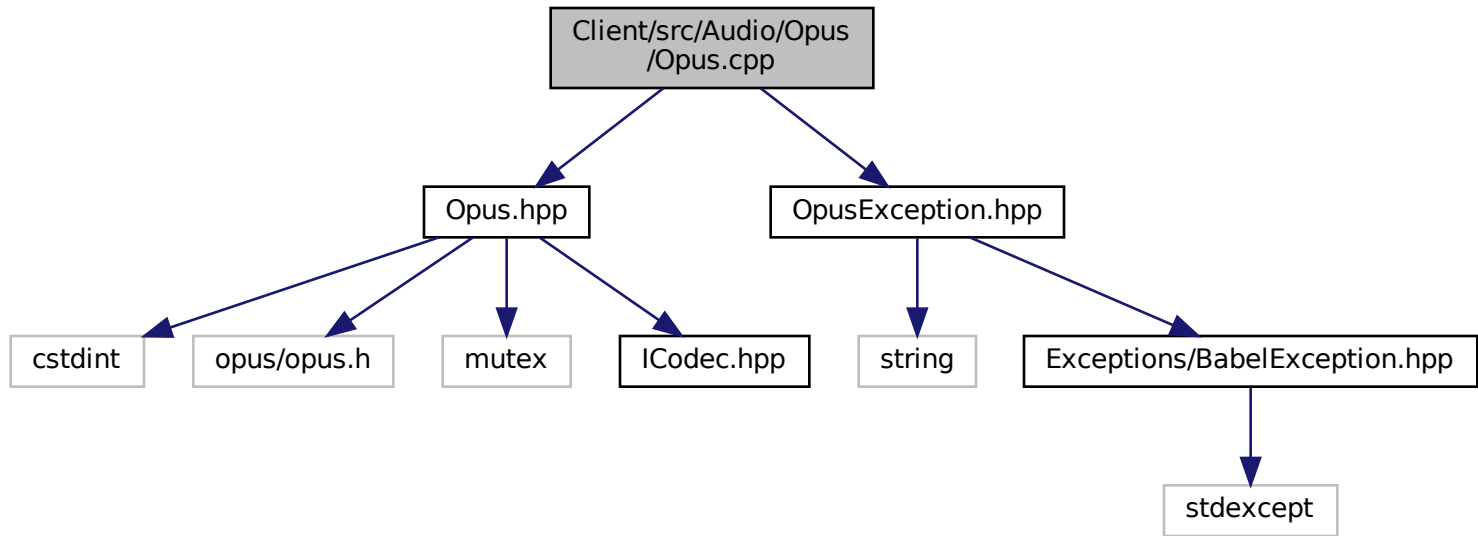 Client/src/Audio/Opus
/Opus.cpp
Opus.hpp
OpusException.hpp
cstdint
opus/opus.h
mutex
ICodec.hpp
string
Exceptions/BabelException.hpp
stdexcept